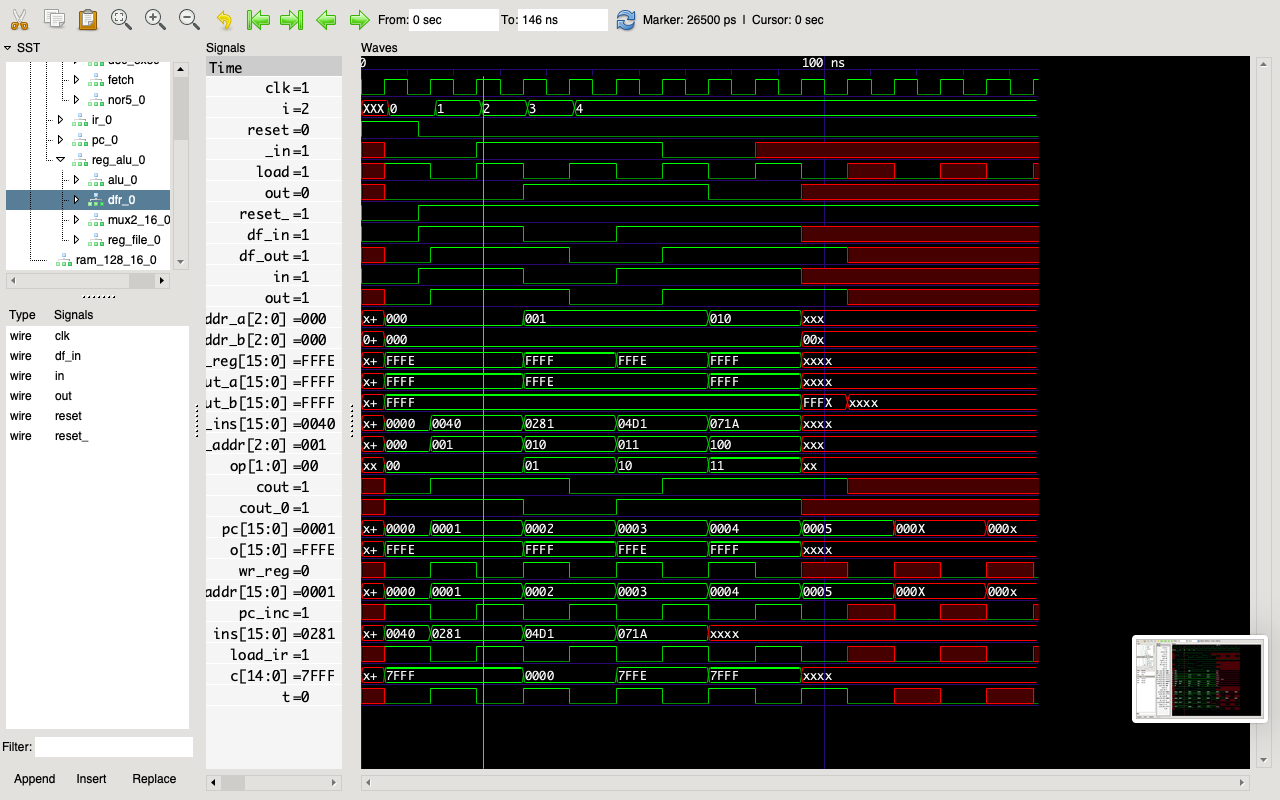 From: 0 sec To: 146 ns Marker: 26500 ps | Cursor: 0 sec
SST
fetch
nor5_0
ir_0
pc_0
reg_alu_0
alu_0
dfr_0
mux2_16_0
reg_file_0
ram_128_16_0
Type Signals
wire clk
wire df_in
wire in
wire out
wire reset
wire reset_
Filter:
Append Insert Replace
Signals
Time
clk=1
i=2
reset=0
_in=1
load=1
out=0
reset_=1
df_in=1
df_out=1
in=1
out=1
ddr_a[2:0]=000
ddr_b[2:0]=000
_reg[15:0]=FFFE
ut_a[15:0]=FFFF
ut_b[15:0]=FFFF
_ins[15:0]=0040
_addr[2:0]=001
op[1:0]=00
cout=1
cout_0=1
pc[15:0]=0001
o[15:0]=FFFE
wr_reg=0
addr[15:0]=0001
pc_inc=1
ins[15:0]=0281
load_ir=1
c[14:0]=7FFF
t=0
Waves
0 100 ns
XXX 0 1 2 3 4
x+ 000 001 010 xxx
0+ 000 00x
x+ FFFE FFFF FFFE FFFF xxxx
x+ FFFF FFFE FFFF xxxx
x+ FFFF FFFX xxxx
x+ 0000 0040 0281 04D1 071A xxxx
x+ 000 001 010 011 100 xxx
xx 00 01 10 11 xx
x+ 0000 0001 0002 0003 0004 0005 000X 000x
x+ FFFE FFFF FFFE FFFF xxxx
x+ 0000 0001 0002 0003 0004 0005 000X 000x
x+ 0040 0281 04D1 071A xxxx
x+ 7FFF 0000 7FFE 7FFF xxxx